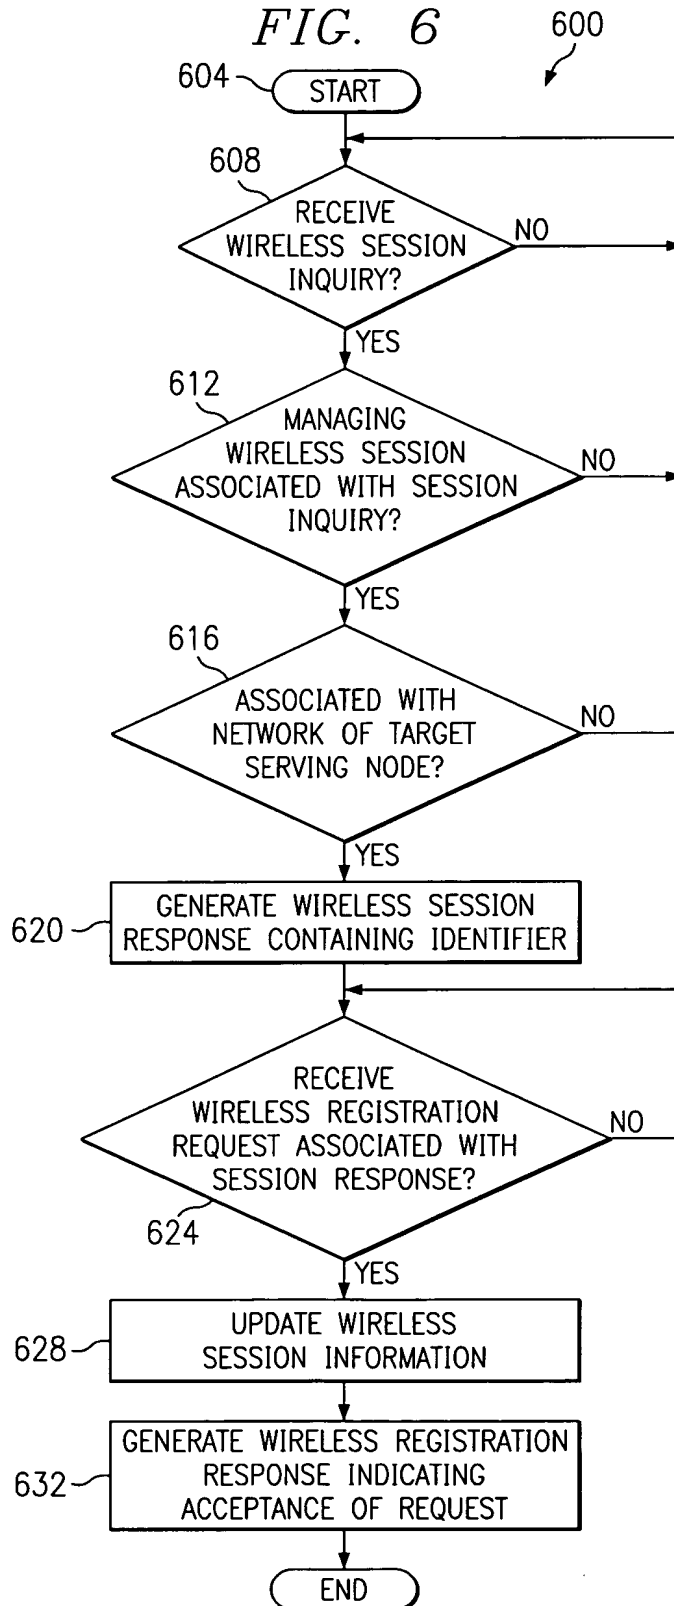 FIG. 6
600
604
START
608
RECEIVE
WIRELESS SESSION
INQUIRY?
NO
YES
612
MANAGING
WIRELESS SESSION
ASSOCIATED WITH SESSION
INQUIRY?
NO
YES
616
ASSOCIATED WITH
NETWORK OF TARGET
SERVING NODE?
NO
YES
620
GENERATE WIRELESS SESSION
RESPONSE CONTAINING IDENTIFIER
RECEIVE
WIRELESS REGISTRATION
REQUEST ASSOCIATED WITH
SESSION RESPONSE?
NO
624
YES
628
UPDATE WIRELESS
SESSION INFORMATION
632
GENERATE WIRELESS REGISTRATION
RESPONSE INDICATING
ACCEPTANCE OF REQUEST
END